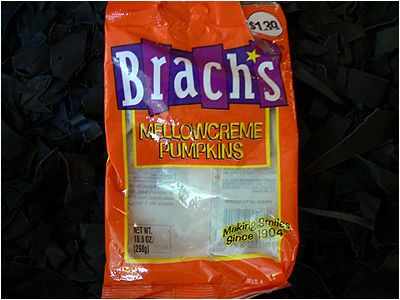 $1.39
Brach's
MELLOWCREME
PUMPKINS
NET WT.
10.5 OZ.
(298g)
Making Smiles
Since 1904